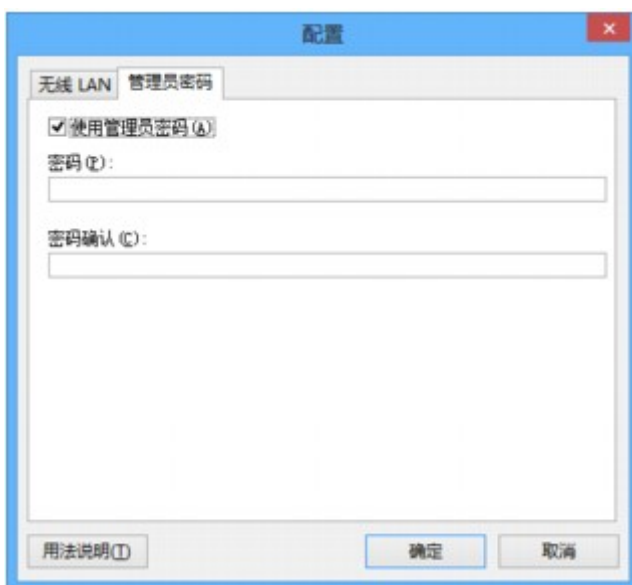 配置
无线 LAN 管理员密码
使用管理员密码(A)
密码(P):
密码确认(C):
用法说明(I) 确定 取消